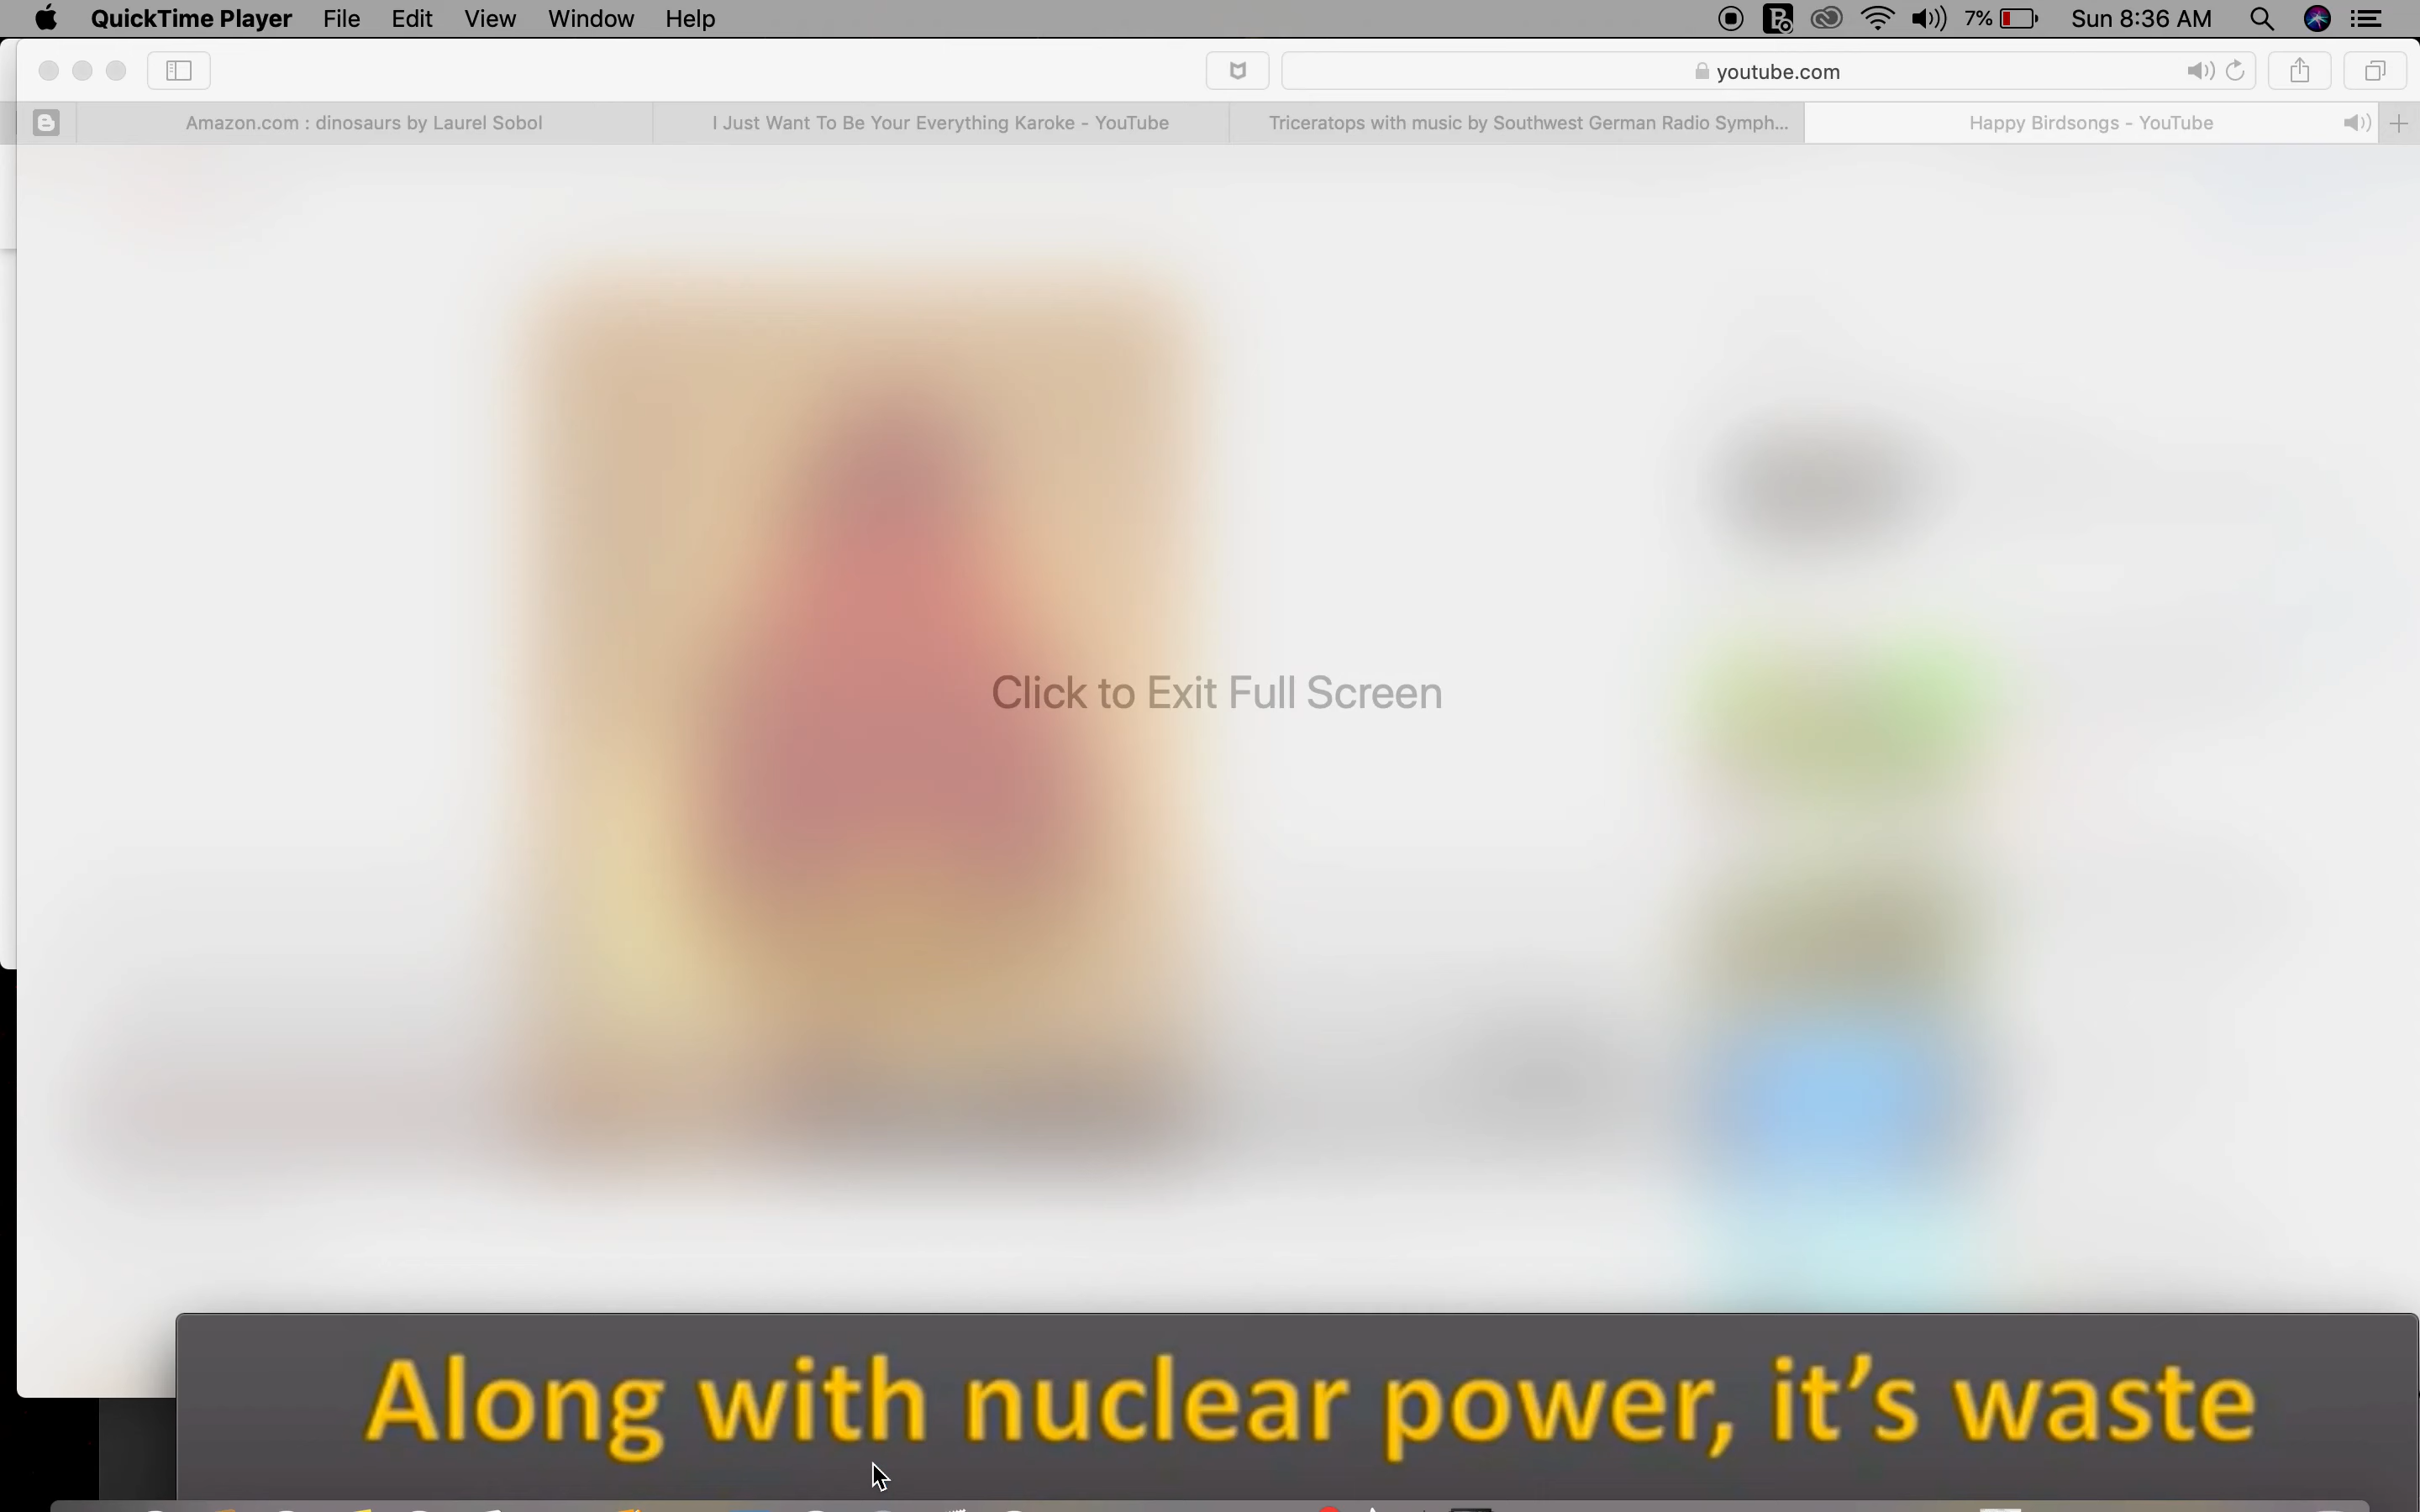 QuickTime Player File Edit View Window Help 7% Sun 8:36 AM
youtube.com
Amazon.com : dinosaurs by Laurel Sobol I Just Want To Be Your Everything Karoke - YouTube Triceratops with music by Southwest German Radio Symph... Happy Birdsongs - YouTube
Click to Exit Full Screen
Along with nuclear power, it’s waste